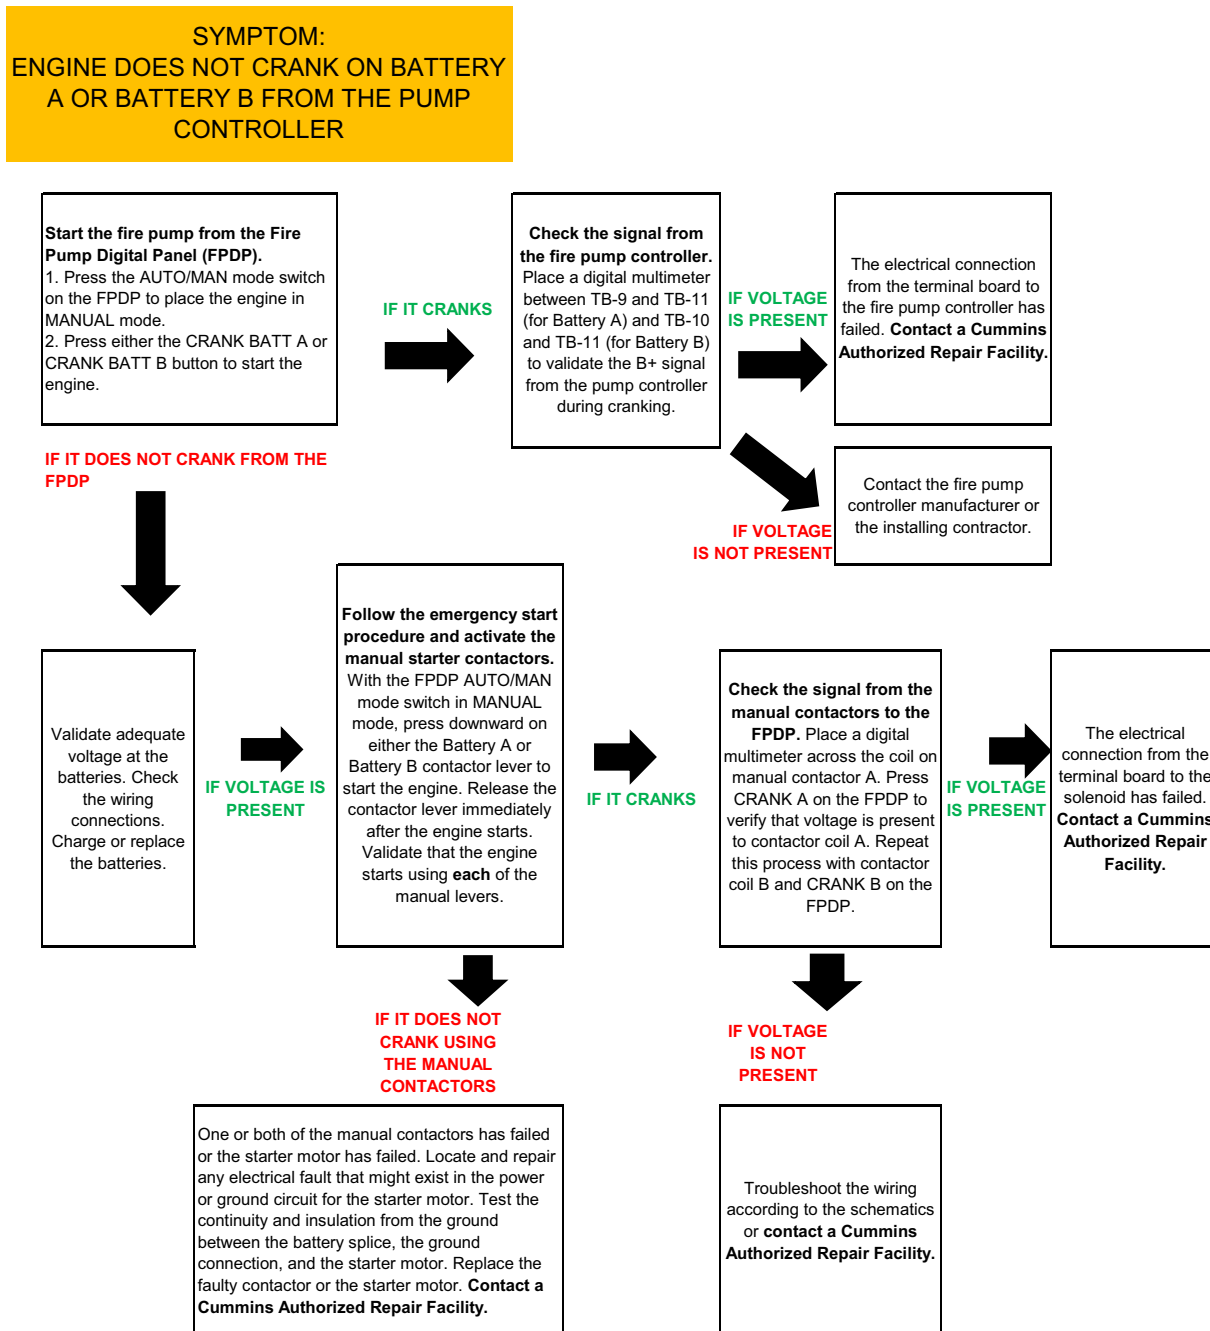 SYMPTOM:
ENGINE DOES NOT CRANK ON BATTERY
A OR BATTERY B FROM THE PUMP
CONTROLLER
Start the fire pump from the Fire
Pump Digital Panel (FPDP).
1. Press the AUTO/MAN mode switch
on the FPDP to place the engine in
MANUAL mode.
2. Press either the CRANK BATT A or
CRANK BATT B button to start the
engine.
IF IT CRANKS
Check the signal from
the fire pump controller.
Place a digital multimeter
between TB-9 and TB-11
(for Battery A) and TB-10
and TB-11 (for Battery B)
to validate the B+ signal
from the pump controller
during cranking.
IF VOLTAGE
IS PRESENT
The electrical connection
from the terminal board to
the fire pump controller has
failed. Contact a Cummins
Authorized Repair Facility.
IF VOLTAGE
IS NOT PRESENT
Contact the fire pump
controller manufacturer or
the installing contractor.
IF IT DOES NOT CRANK FROM THE
FPDP
Validate adequate
voltage at the
batteries. Check
the wiring
connections.
Charge or replace
the batteries.
IF VOLTAGE IS
PRESENT
Follow the emergency start
procedure and activate the
manual starter contactors.
With the FPDP AUTO/MAN
mode switch in MANUAL
mode, press downward on
either the Battery A or
Battery B contactor lever to
start the engine. Release the
contactor lever immediately
after the engine starts.
Validate that the engine
starts using each of the
manual levers.
IF IT CRANKS
Check the signal from the
manual contactors to the
FPDP. Place a digital
multimeter across the coil on
manual contactor A. Press
CRANK A on the FPDP to
verify that voltage is present
to contactor coil A. Repeat
this process with contactor
coil B and CRANK B on the
FPDP.
IF VOLTAGE
IS PRESENT
The electrical
connection from the
terminal board to the
solenoid has failed.
Contact a Cummins
Authorized Repair
Facility.
IF IT DOES NOT
CRANK USING
THE MANUAL
CONTACTORS
One or both of the manual contactors has failed
or the starter motor has failed. Locate and repair
any electrical fault that might exist in the power
or ground circuit for the starter motor. Test the
continuity and insulation from the ground
between the battery splice, the ground
connection, and the starter motor. Replace the
faulty contactor or the starter motor. Contact a
Cummins Authorized Repair Facility.
IF VOLTAGE
IS NOT
PRESENT
Troubleshoot the wiring
according to the schematics
or contact a Cummins
Authorized Repair Facility.